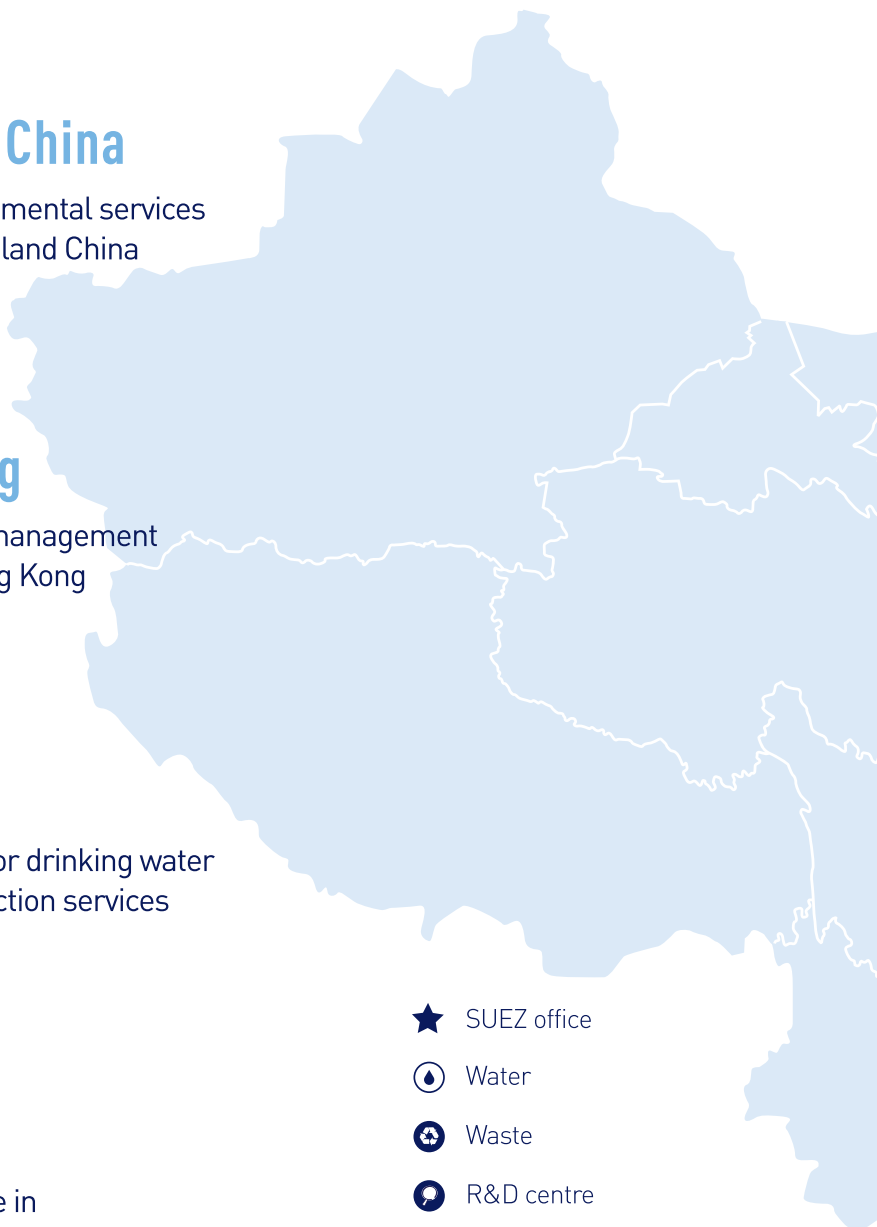 China
mental services
land China
g
management
g Kong
or drinking water
ction services
SUEZ office
Water
Waste
R&D centre
e in